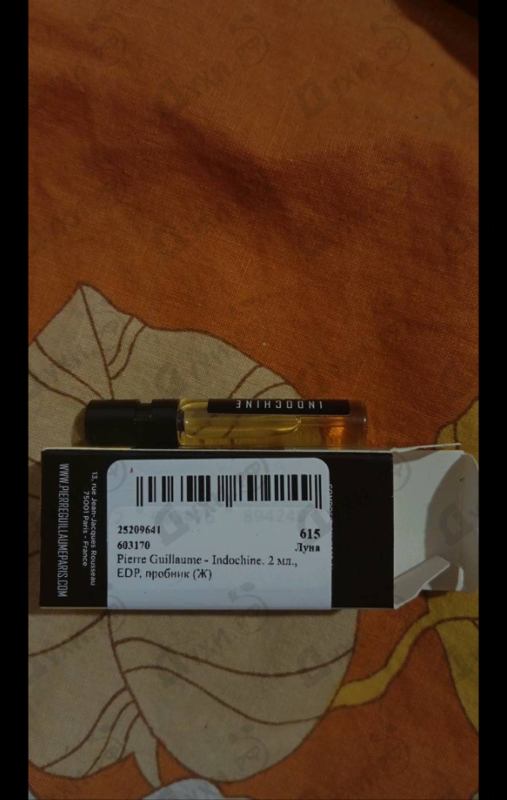 INDOCHINE
WWW.PIERREGUILLAUMEPARIS.COM
13, rue Jean-Jacques Rousseau
75001 Paris - France
25209641
615
603170
Луна
Pierre Guillaume - Indochine. 2 мл.,
EDP, пробник (Ж)